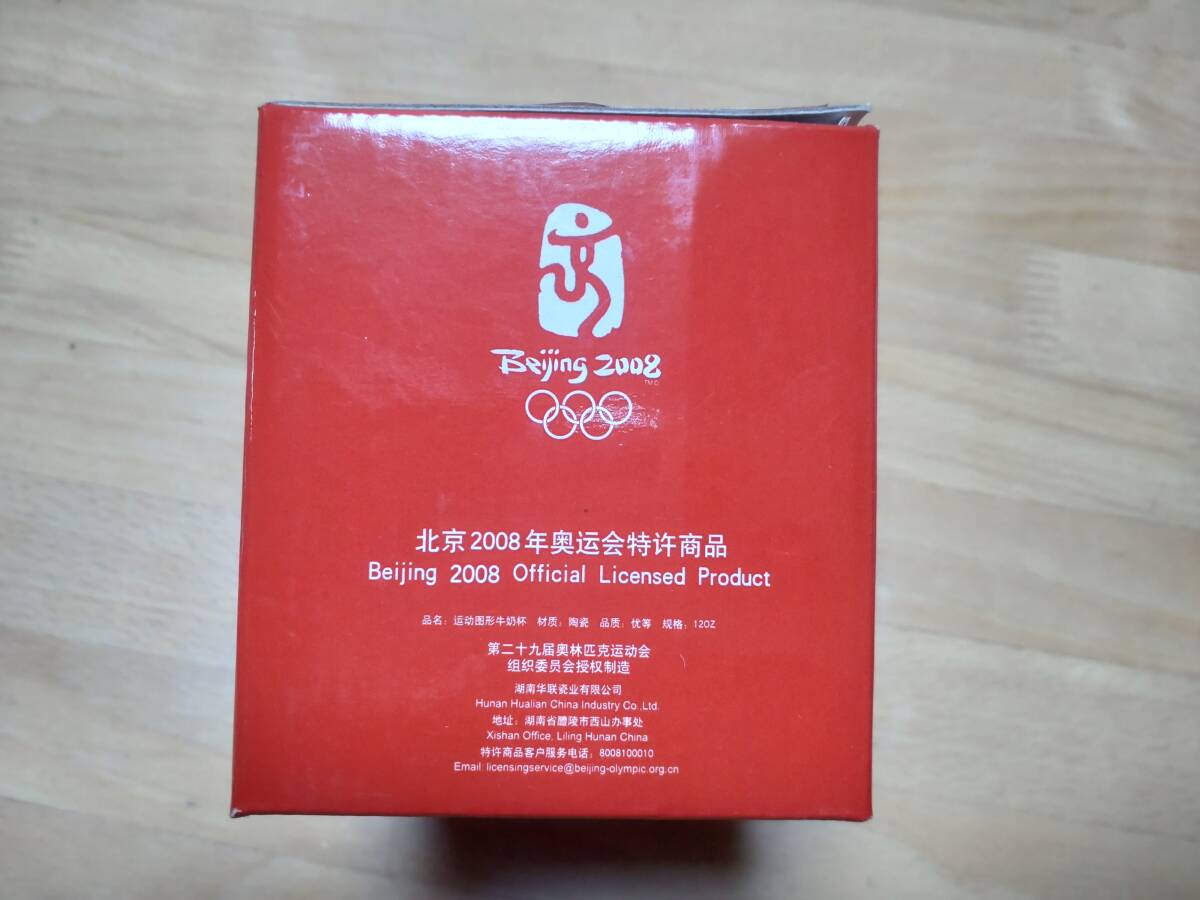 Beijing 2008
TM©
北京2008年奥运会特许商品
Beijing 2008 Official Licensed Product
品名：运动图形牛奶杯 材质：陶瓷 品质：优等 规格：12OZ
第二十九届奥林匹克运动会
组织委员会授权制造
湖南华联瓷业有限公司
Hunan Hualian China Industry Co.,Ltd.
地址：湖南省醴陵市西山办事处
Xishan Office, Liling Hunan China
特许商品客户服务电话：8008100010
Email: licensingservice@beijing-olympic.org.cn